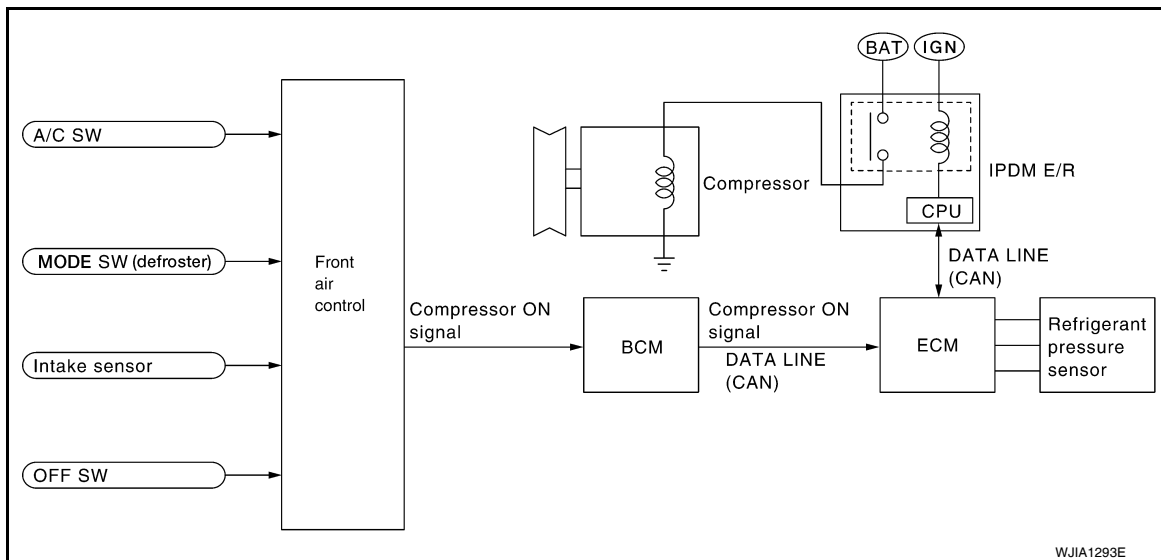 BAT
IGN
A/C SW
MODE SW (defroster)
Intake sensor
OFF SW
Front
air
control
Compressor
IPDM E/R
CPU
DATA LINE
(CAN)
Compressor ON
signal
BCM
Compressor ON
signal
DATA LINE
(CAN)
ECM
Refrigerant
pressure
sensor
WJIA1293E